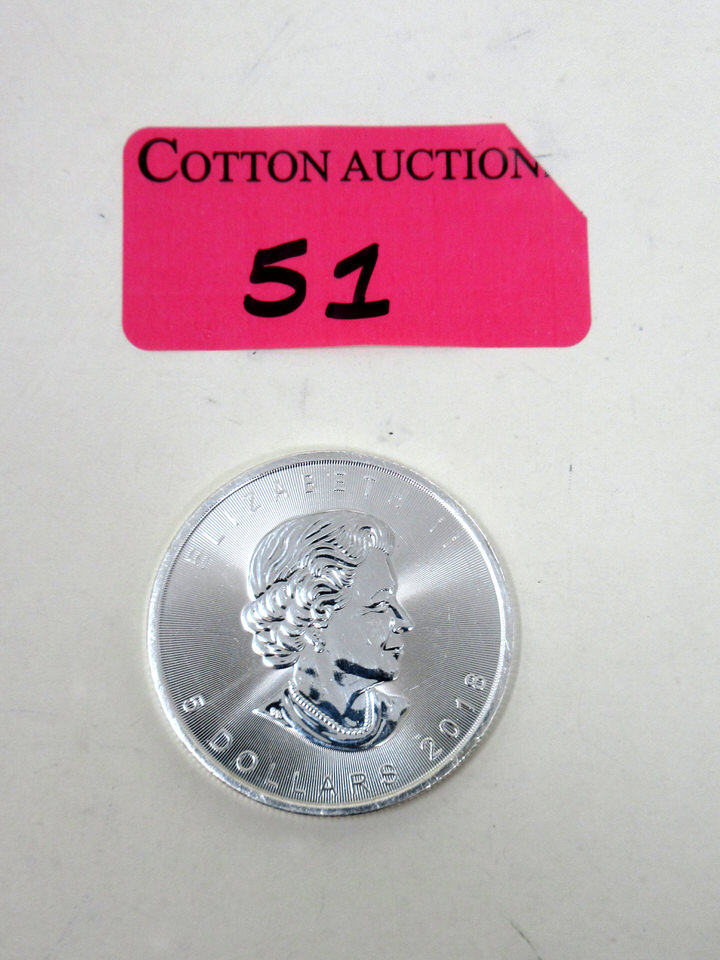 COTTON AUCTION
51
ELIZABETH II
5 DOLLARS 2018